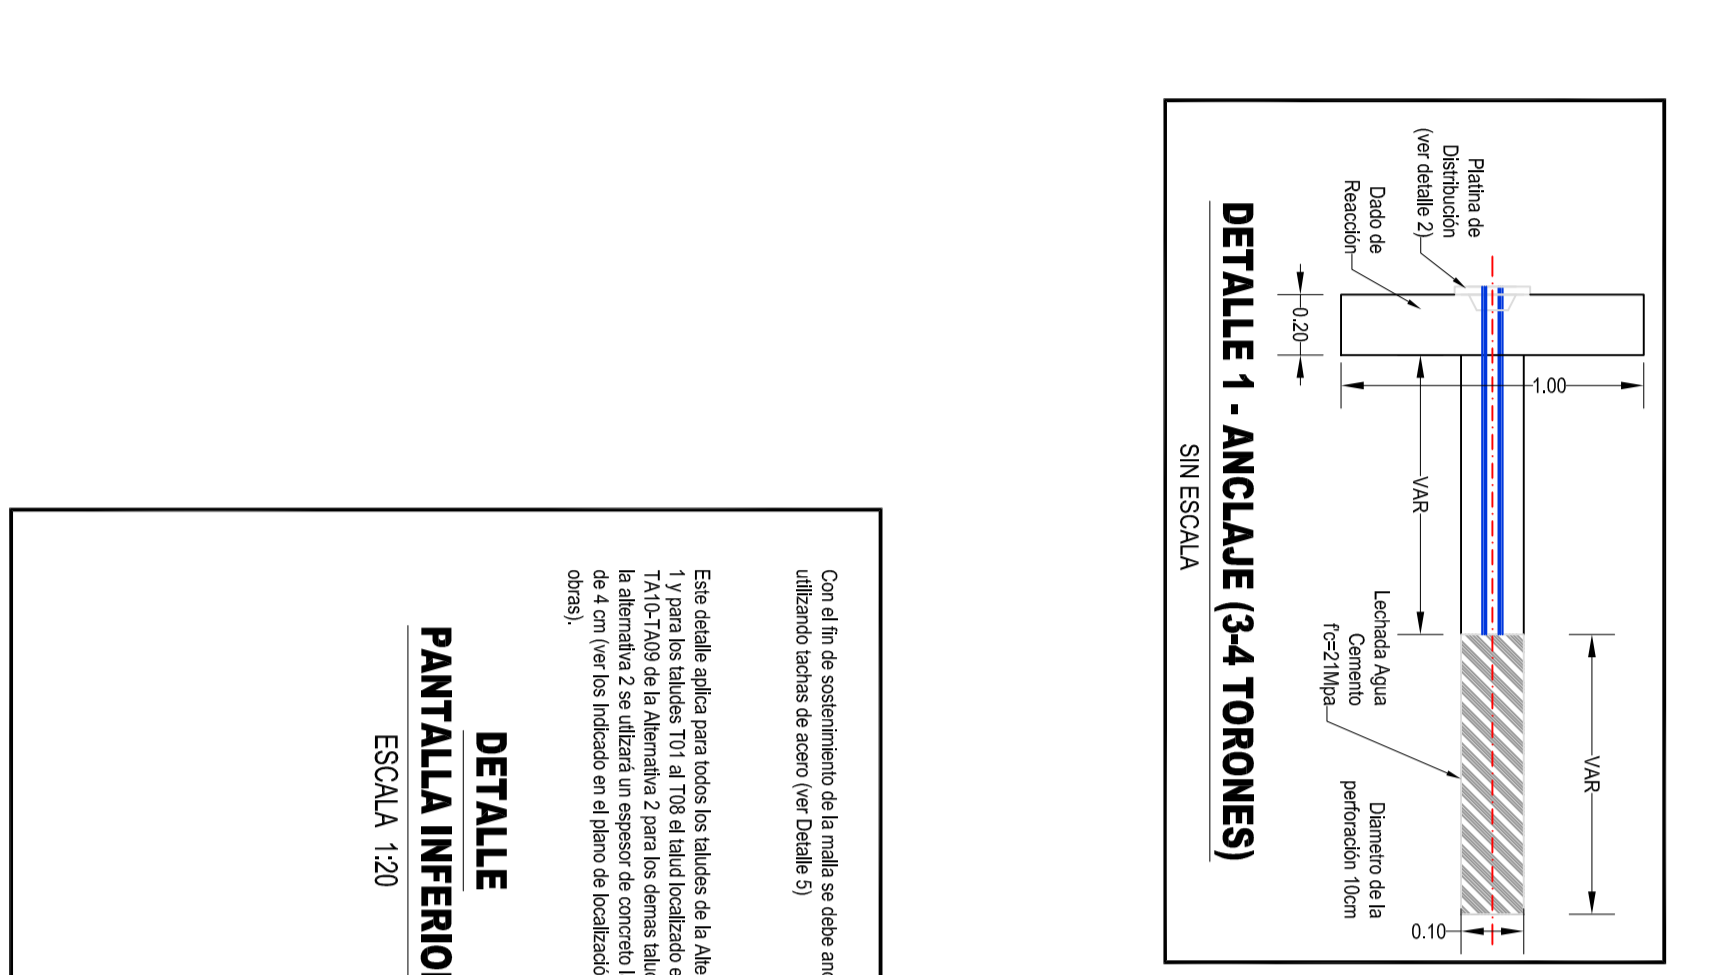 Platina de
Distribución
(ver detalle 2)
Dado de
Reacción
0.20
1.00
VAR
VAR
Lechada Agua
Cemento
f'c=21Mpa
Diametro de la
perforación 10cm
0.10
DETALLE 1 - ANCLAJE (3-4 TORONES)
SIN ESCALA
Con el fin de sostenimiento de la malla se debe
utilizando tachas de acero (ver Detalle 5)
Este detalle aplica para todos los taludes de la
1 y para los taludes T01 al T08 el talud localizado
TA10-TA09 de la Alternativa 2 para los demas
la alternativa 2 se utlizará un espesor de concreto
de 4 cm (ver los Indicado en el plano de
obras).
DETALLE
PANTALLA
ESCALA 1:20